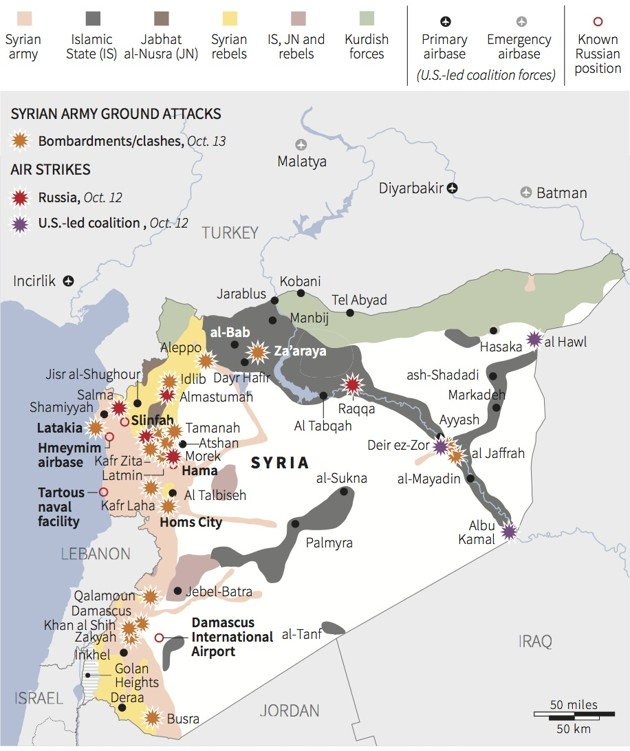 Syrian
army
Islamic
State (IS)
Jabhat
al-Nusra (JN)
Syrian
rebels
IS, JN and
rebels
Kurdish
forces
Primary
airbase
Emergency
airbase
(U.S.-led coalition forces)
Known
Russian
position
SYRIAN ARMY GROUND ATTACKS
Bombardments/clashes, Oct. 13
AIR STRIKES
Russia, Oct. 12
U.S.-led coalition , Oct. 12
Malatya
Diyarbakir
Batman
TURKEY
Incirlik
Kobani
Jarablus
Tel Abyad
Manbij
al-Bab
Za'araya
Aleppo
Hasaka
al Hawl
Jisr al-Shughour
Idlib
Dayr Hafir
ash-Shadadi
Salma
Almastumah
Markadeh
Shamiyyah
Raqqa
Slinfah
Al Tabqah
Ayyash
Latakia
Tamanah
Deir ez-Zor
Hmeymim
airbase
Atshan
al Jaffrah
Kafr Zita
Morek
SYRIA
Latmin
Hama
al-Sukna
al-Mayadin
Tartous
naval
facility
Al Talbiseh
Kafr Laha
Homs City
Albu
Kamal
Palmyra
LEBANON
Qalamoun
Jebel-Batra
Damascus
Khan al Shih
Zakyah
Damascus
International
Airport
al-Tanf
Inkhel
IRAQ
Golan
Heights
ISRAEL
Deraa
JORDAN
Busra
50 miles
50 km